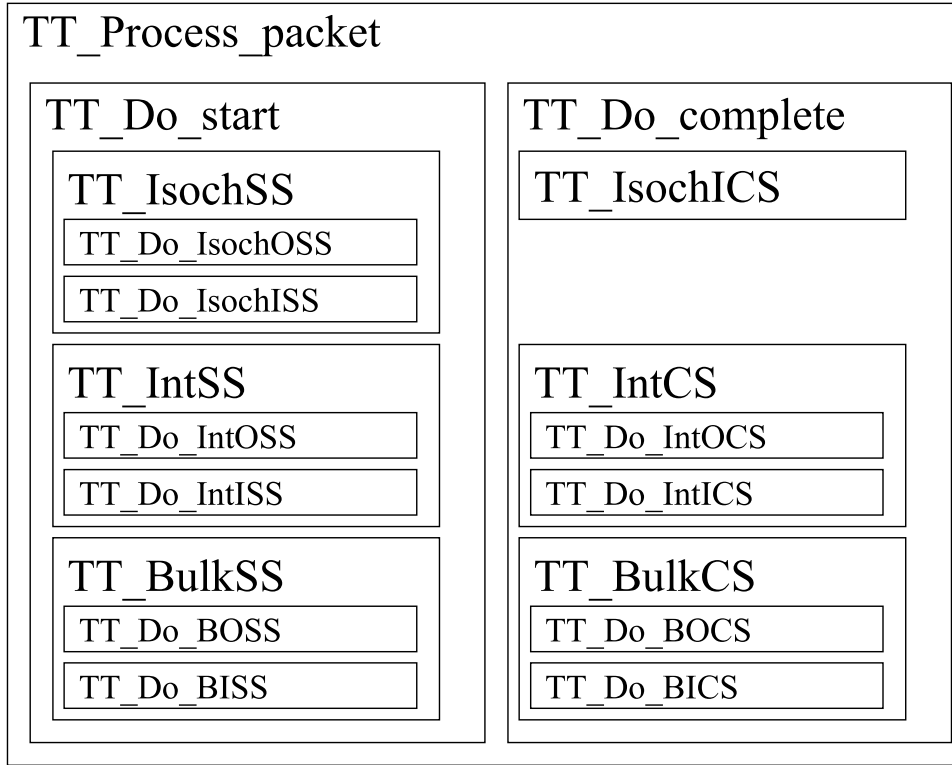 TT_Process_packet
TT_Do_start
TT_IsochSS
TT_Do_IsochOSS
TT_Do_IsochISS
TT_IntSS
TT_Do_IntOSS
TT_Do_IntISS
TT_BulkSS
TT_Do_BOSS
TT_Do_BISS
TT_Do_complete
TT_IsochICS
TT_IntCS
TT_Do_IntOCS
TT_Do_IntICS
TT_BulkCS
TT_Do_BOCS
TT_Do_BICS